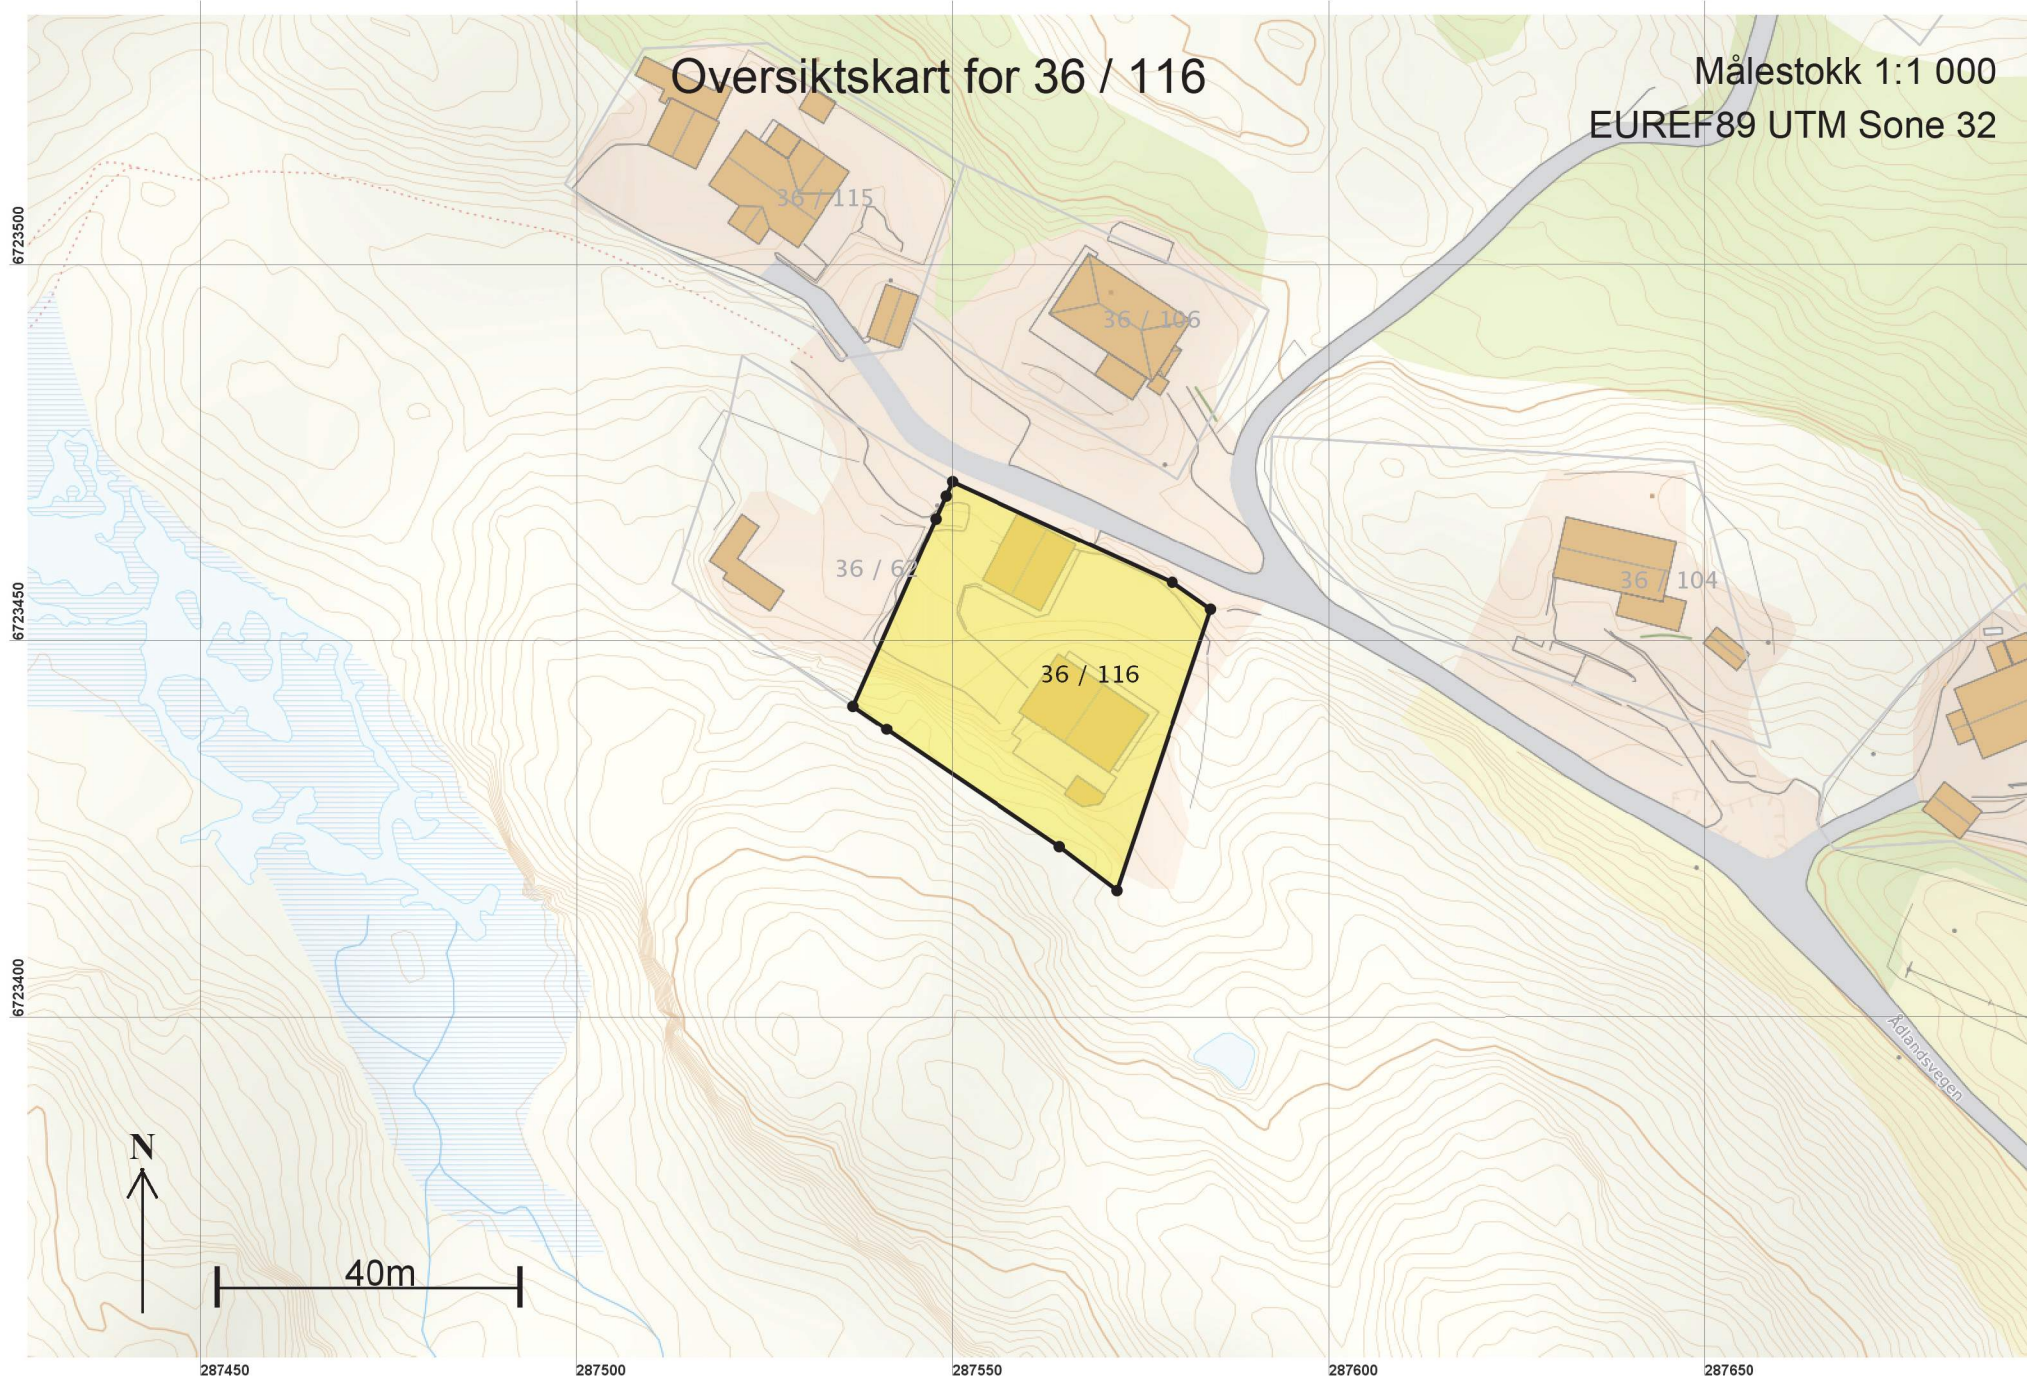 Oversiktskart for 36 / 116
Målestokk 1:1 000
EUREF89 UTM Sone 32
36 / 115
6723500
36 / 106
36 / 62
36 / 104
6723450
36 / 116
6723400
Ådlandsvegen
N
40m
287450
287500
287550
287600
287650